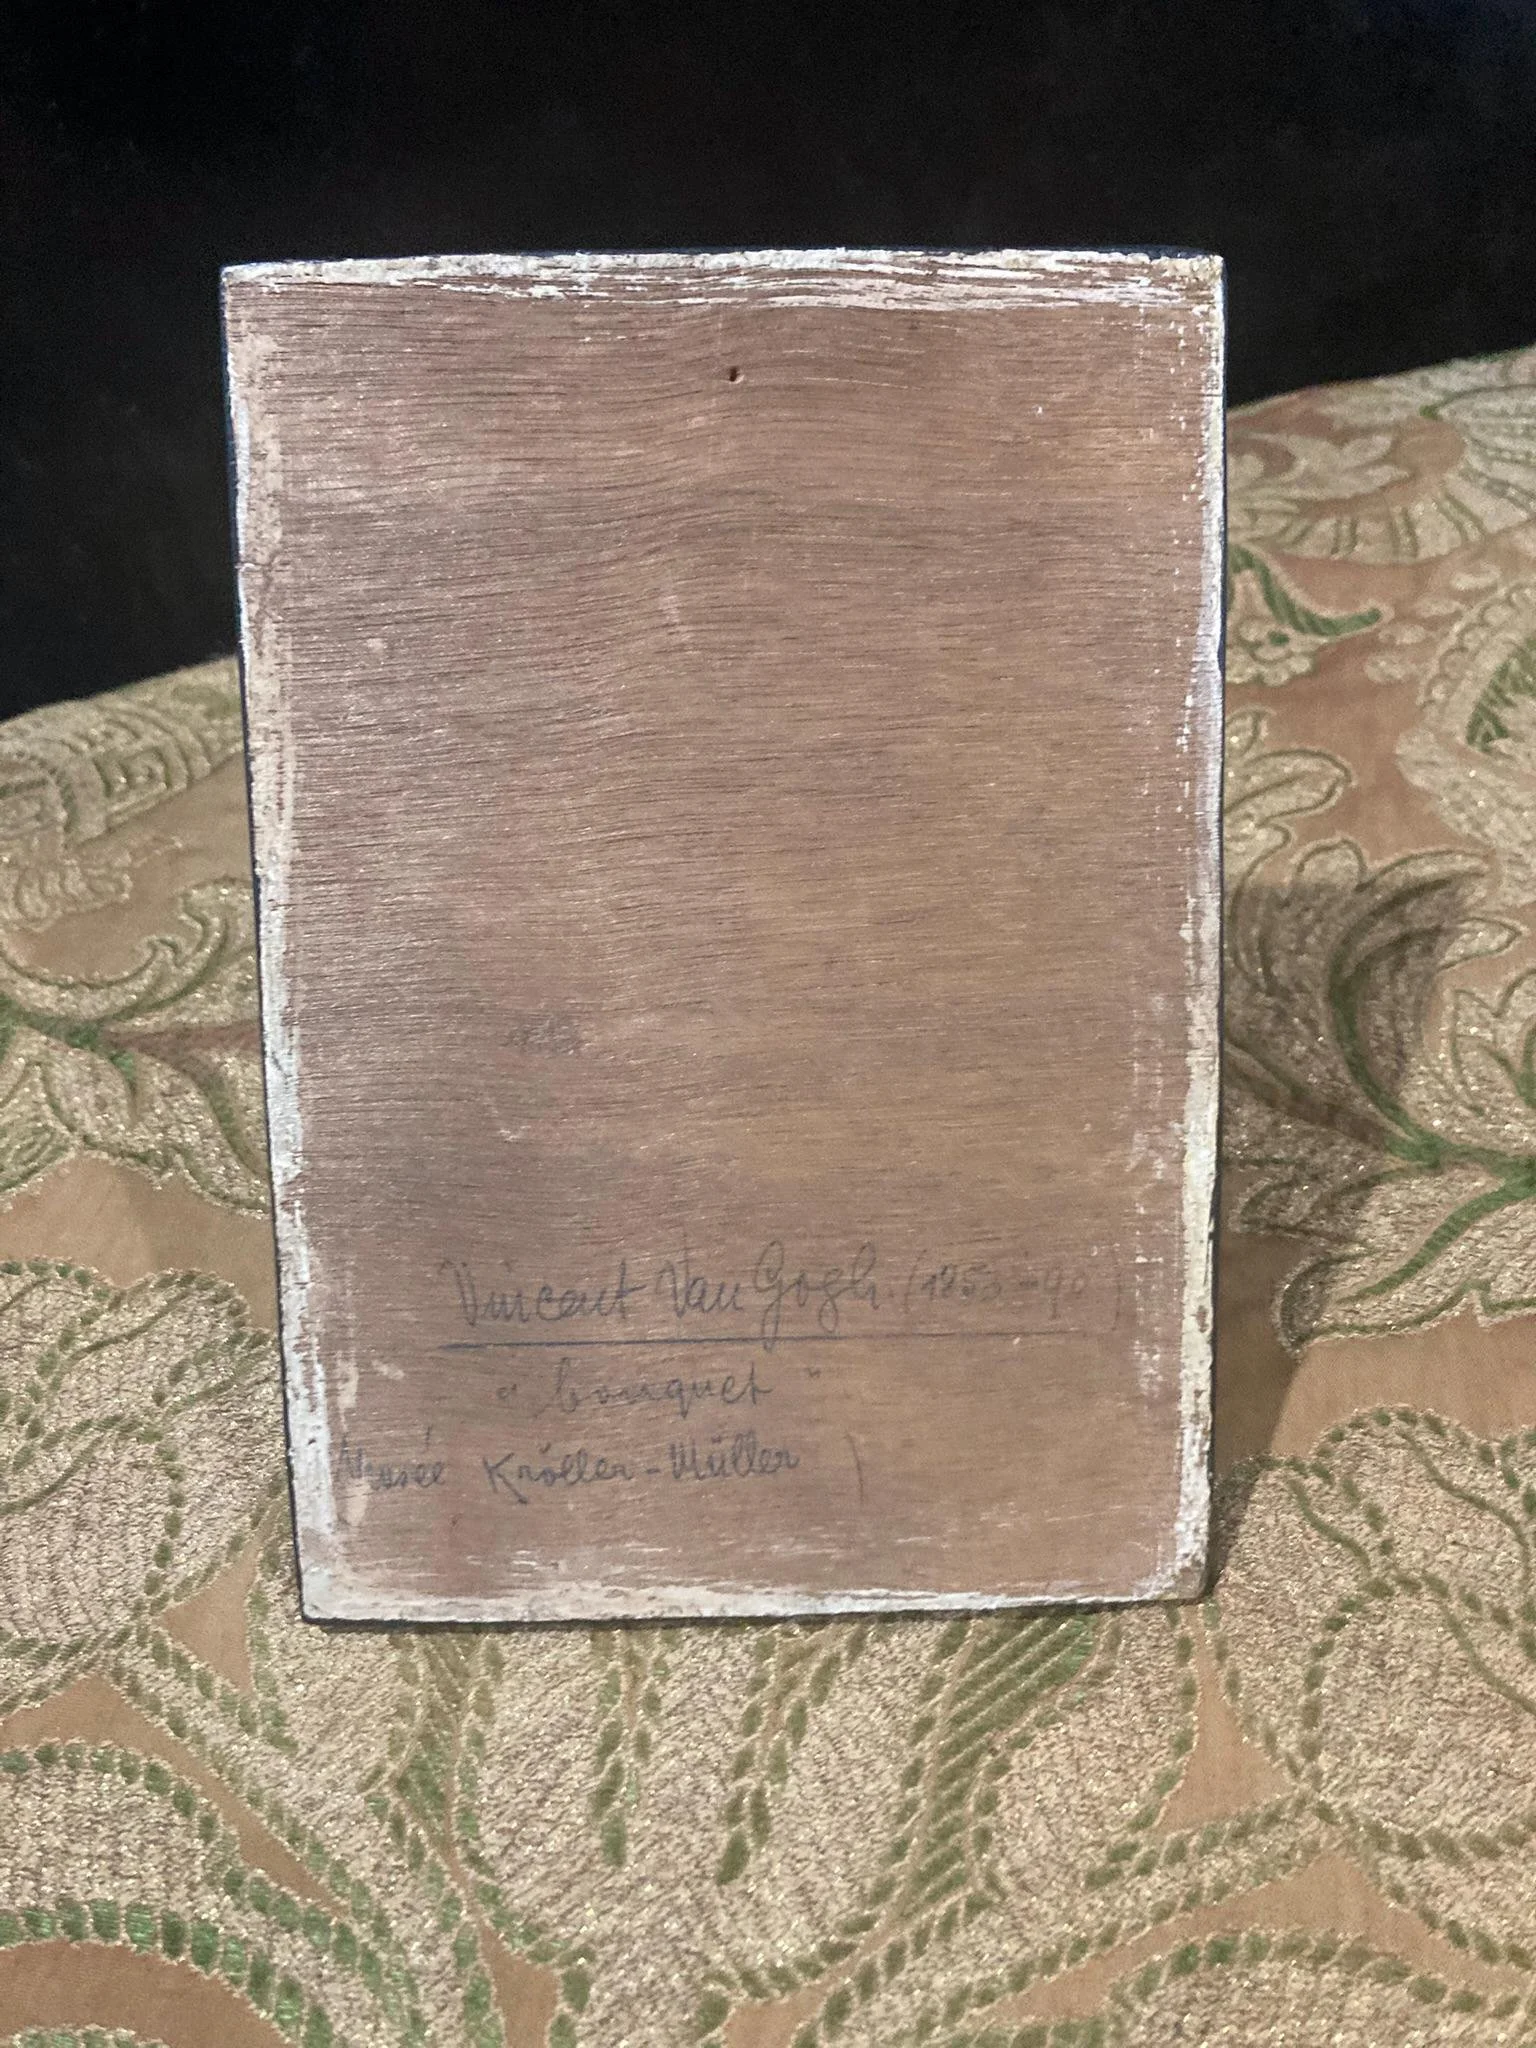 Vincent Van Gogh. (1853-90)
"bouquet"
Musée Kröller-Müller )